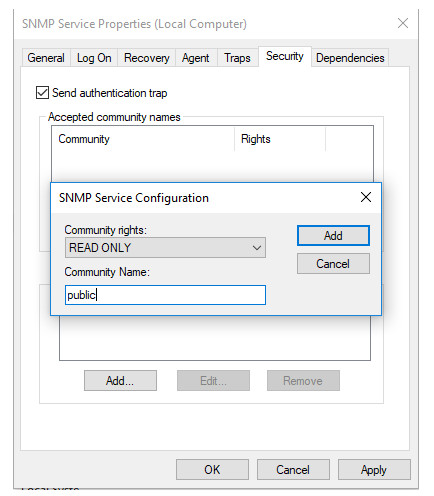 SNMP Service Properties (Local Computer)
General Log On Recovery Agent Traps Security Dependencies
Send authentication trap
Accepted community names
Community Rights
SNMP Service Configuration
Community rights:
READ ONLY
Add
Cancel
Community Name:
public
Add... Edit... Remove
OK Cancel Apply